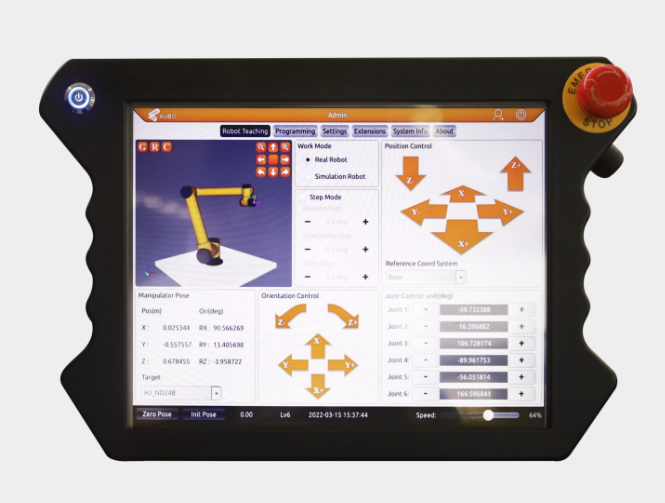 EMERG
STOP
AUBO
Admin
Robot Teaching Programming Settings Extensions System Info About
G R C
Work Mode
Real Robot
Simulation Robot
Step Mode
Position Control
Z- Z+
X-
Y- Y+
X+
Reference Coord System
Base
Manipulator Pose
Pos(m) Ori(deg)
X: 0.025344 RX: 90.566269
Y: -0.557557 RY: 13.405698
Z: 0.678455 RZ: -3.958722
Target
HJ_ND24B
Orientation Control
Z- Z+
X-
Y- Y+
X+
Joint Control unit(deg)
Joint 1: - -59.732388 +
Joint 2: - 16.396882 +
Joint 3: - 106.728174 +
Joint 4: - -89.961753 +
Joint 5: - -56.051814 +
Joint 6: - 166.595845 +
Zero Pose Init Pose 0.00 Lv6 2022-03-15 15:37:44 Speed: 64%